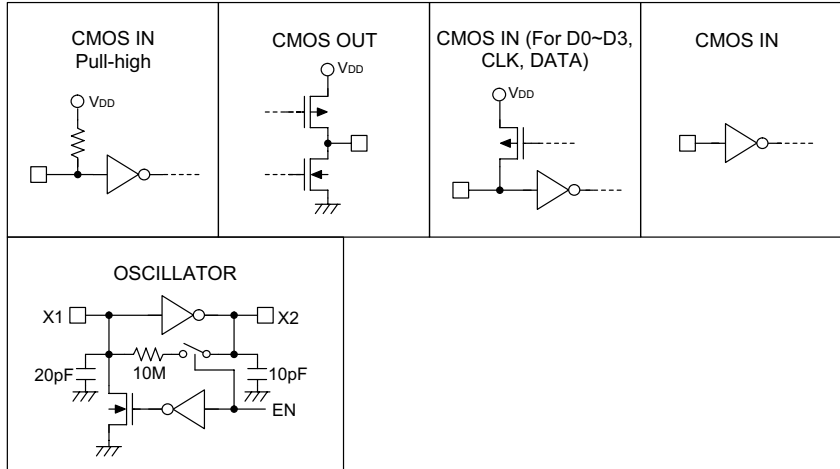 CMOS IN
Pull-high
VDD
CMOS OUT
VDD
CMOS IN (For D0~D3,
CLK, DATA)
VDD
CMOS IN
OSCILLATOR
X1
X2
20pF
10M
10pF
EN